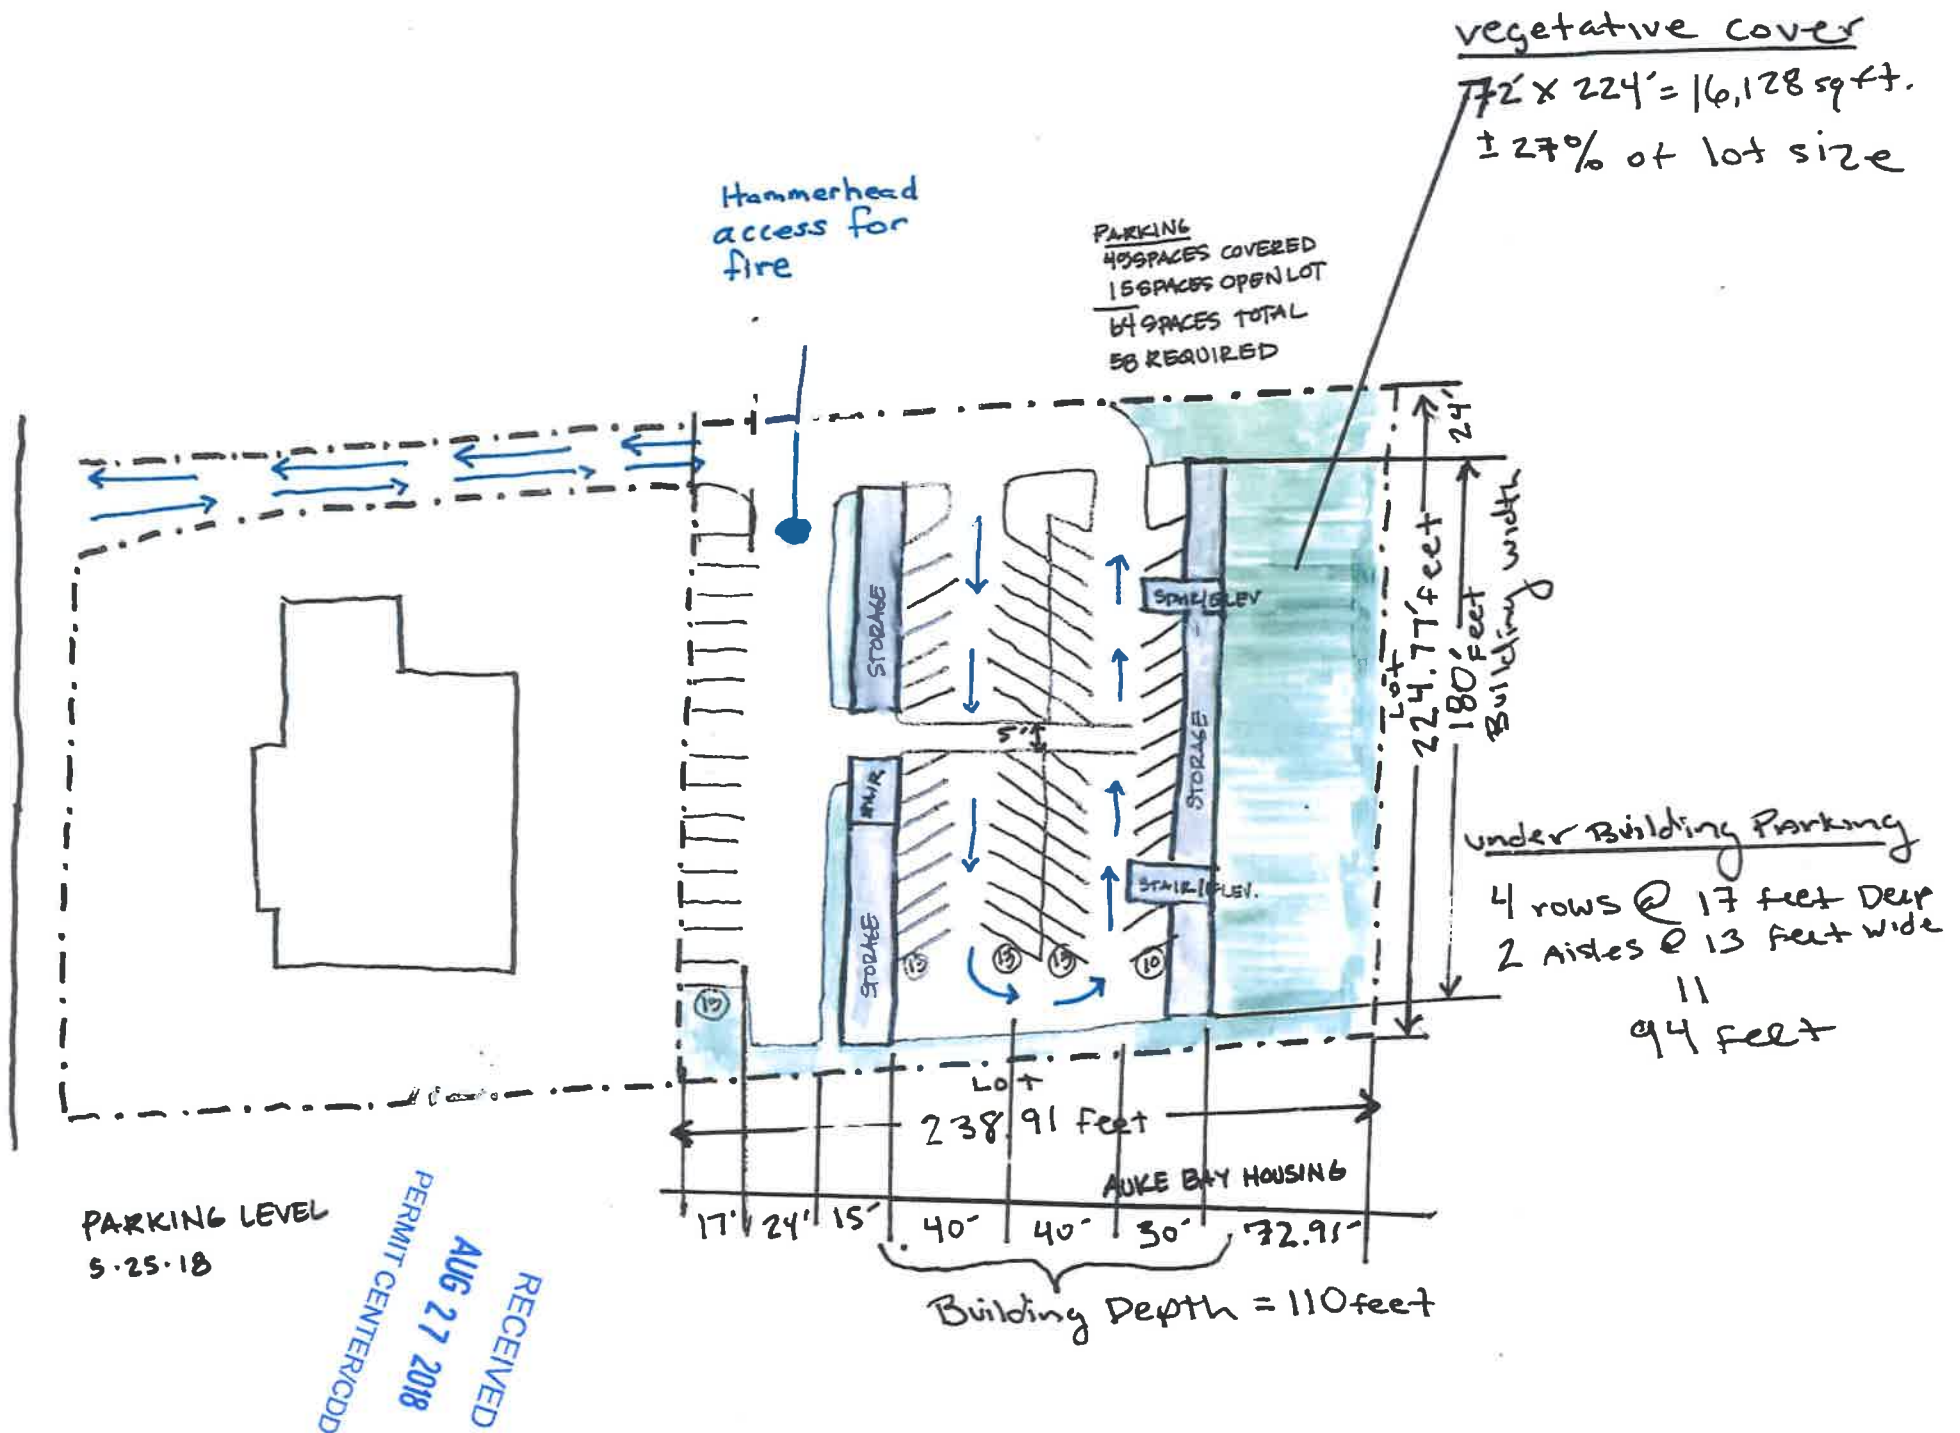 vegetative cover
72' x 224' = 16,128 sq ft.
± 27% of lot size
Hammerhead
access for
fire
PARKING
49 SPACES COVERED
15 SPACES OPEN LOT
64 SPACES TOTAL
58 REQUIRED
24'
STORAGE
STAIR/ELEV
5'
STORAGE
Lot
224.77' feet
180' Feet
Building width
STORAGE
STAIR/ELEV.
13
13
13
10
15
under Building Parking
4 rows @ 17 feet Deep
2 Aisles @ 13 feet wide
11
94 feet
Lot
238.91 feet
AUKE BAY HOUSING
17' 24' 15' 40' 40' 30' 72.91'
Building Depth = 110 feet
PARKING LEVEL
5.25.18
RECEIVED
AUG 27 2018
PERMIT CENTER/CDD